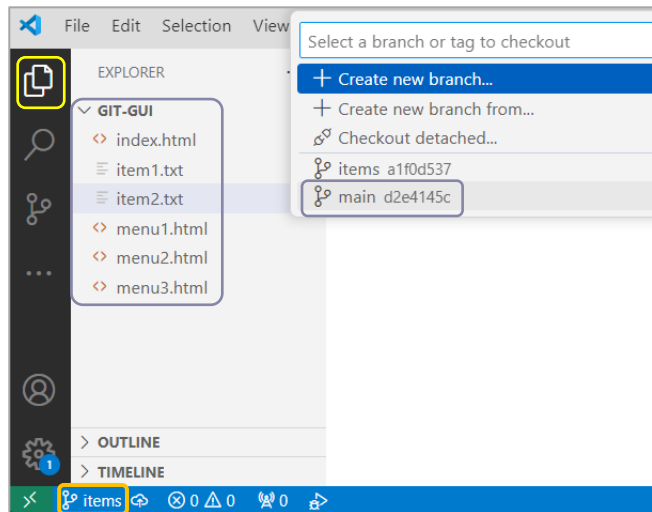 File Edit Selection View
Select a branch or tag to checkout
EXPLORER
+ Create new branch...
GIT-GUI
+ Create new branch from...
<> index.html
Checkout detached...
item1.txt
items a1f0d537
item2.txt
main d2e4145c
<> menu1.html
<> menu2.html
<> menu3.html
...
> OUTLINE
1
> TIMELINE
items 0 0 0